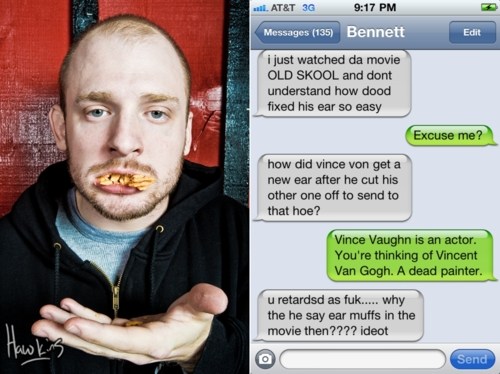 Hawkins
AT&T 3G 9:17 PM
Messages (135) Bennett Edit
i just watched da movie
OLD SKOOL and dont
understand how dood
fixed his ear so easy
Excuse me?
how did vince von get a
new ear after he cut his
other one off to send to
that hoe?
Vince Vaughn is an actor.
You're thinking of Vincent
Van Gogh. A dead painter.
u retardsd as fuk..... why
the he say ear muffs in the
movie then???? ideot
Send